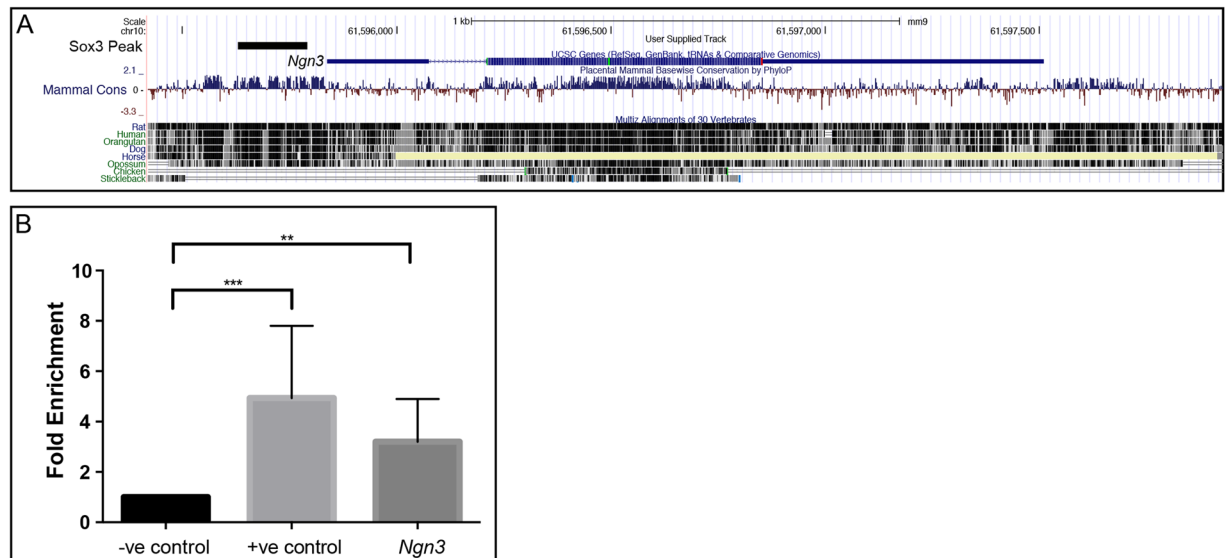 A
Scale
1 kb
mm9
chr10:
61,596,000
61,596,500
61,597,000
61,597,500
User Supplied Track
Sox3 Peak
UCSC Genes (RefSeq, GenBank, tRNAs & Comparative Genomics)
Ngn3
Placental Mammal Basewise Conservation by PhyloP
2.1 _
Mammal Cons
0 -
-3.3 _
Multiz Alignments of 30 Vertebrates
Rat
Human
Orangutan
Dog
Horse
Opossum
Chicken
Stickleback
B
**
***
10
8
6
4
2
0
Fold Enrichment
-ve control
+ve control
Ngn3